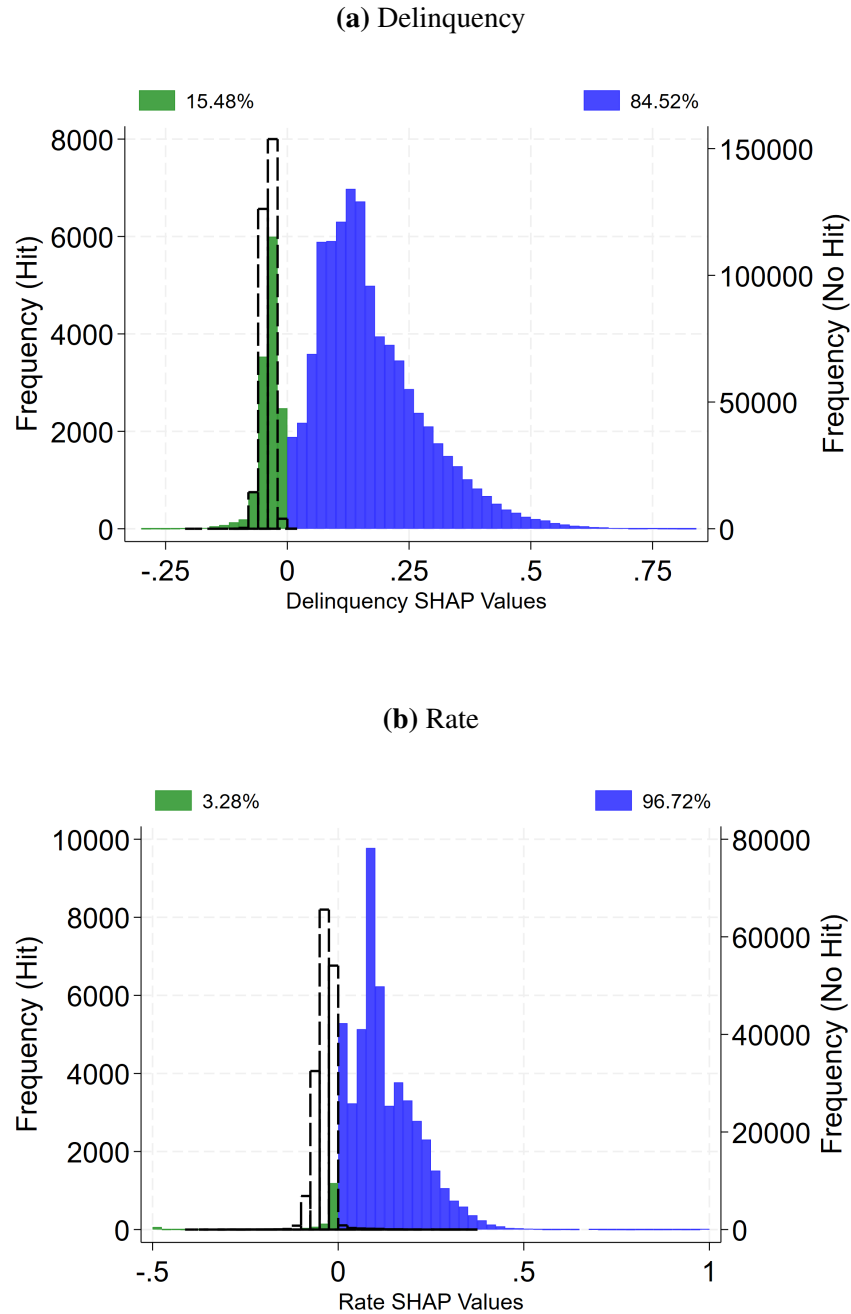 (a) Delinquency
15.48% 84.52%
8000
6000
4000
2000
0
Frequency (Hit)
150000
100000
50000
0
Frequency (No Hit)
-.25 0 .25 .5 .75
Delinquency SHAP Values
(b) Rate
3.28% 96.72%
10000
8000
6000
4000
2000
0
Frequency (Hit)
80000
60000
40000
20000
0
Frequency (No Hit)
-.5 0 .5 1
Rate SHAP Values